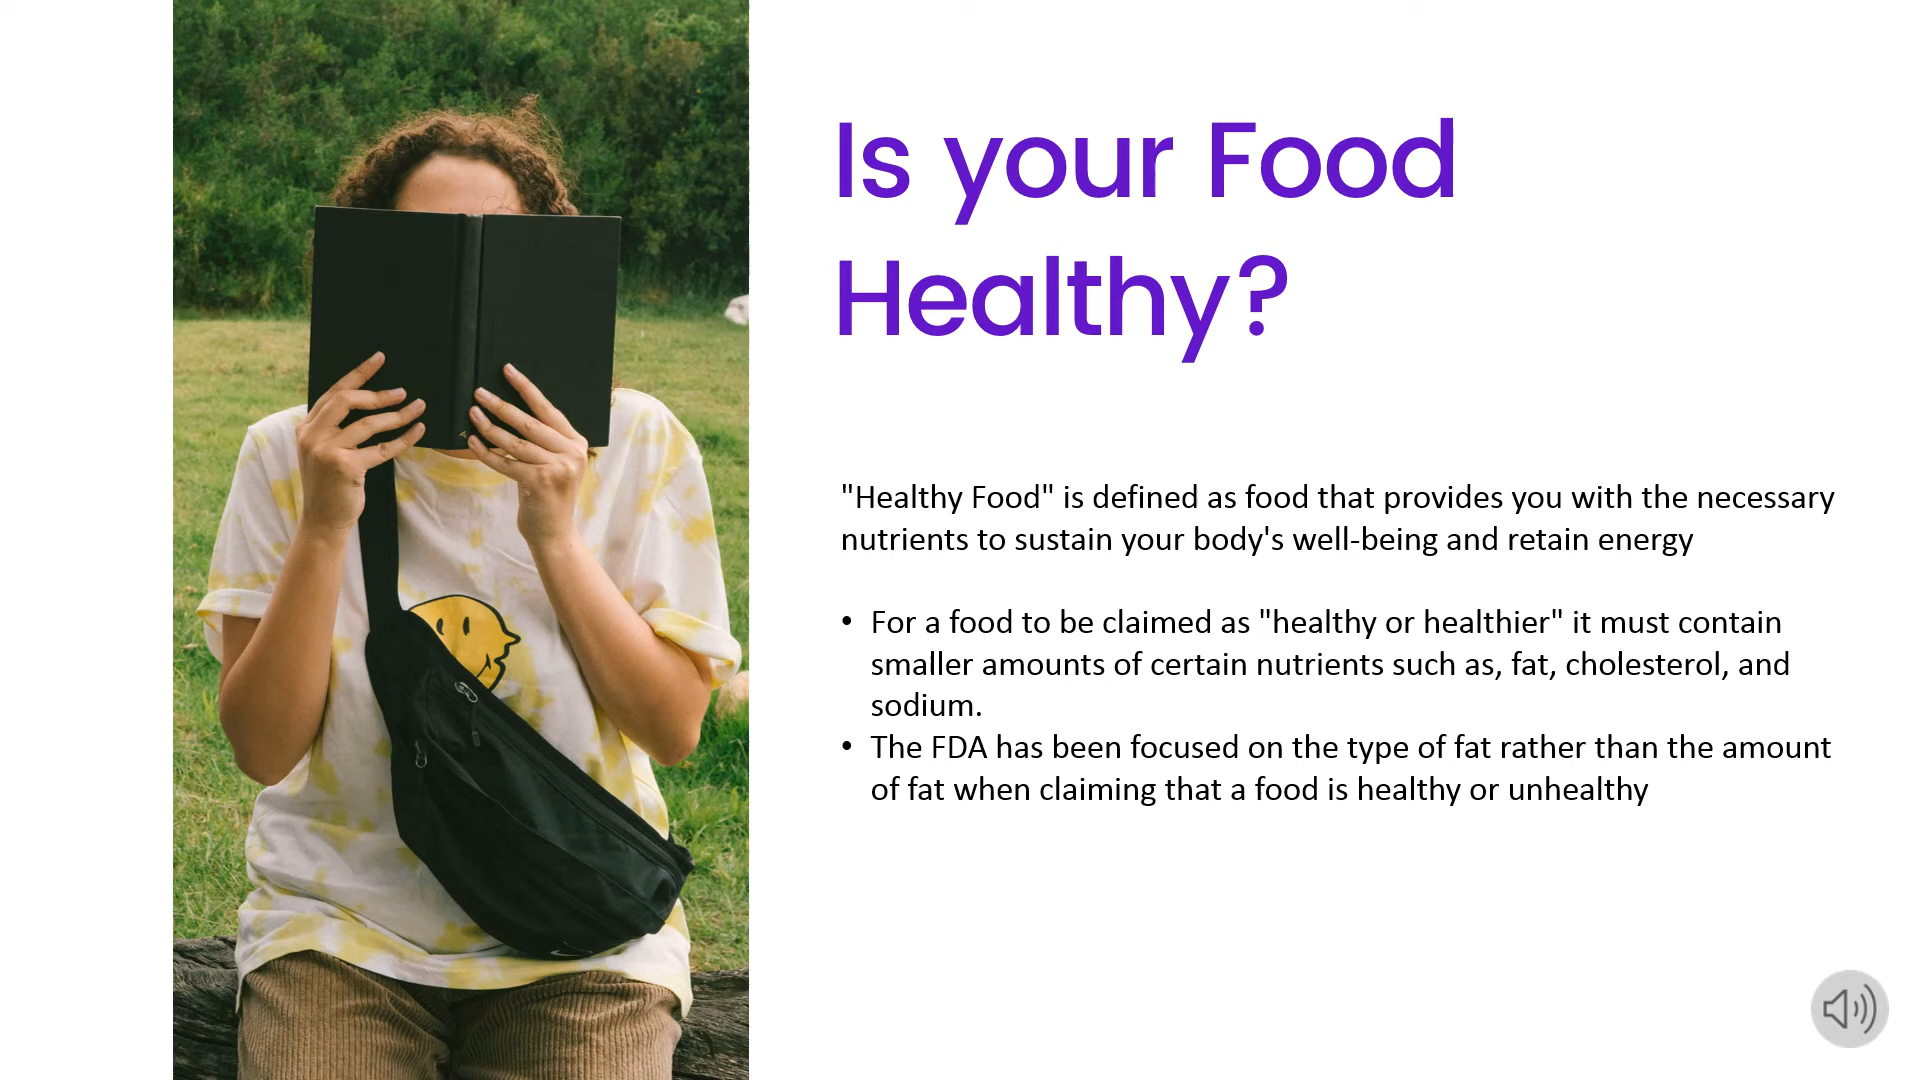 Is your Food
Healthy?
"Healthy Food" is defined as food that provides you with the necessary
nutrients to sustain your body's well-being and retain energy
• For a food to be claimed as "healthy or healthier" it must contain
smaller amounts of certain nutrients such as, fat, cholesterol, and
sodium.
• The FDA has been focused on the type of fat rather than the amount
of fat when claiming that a food is healthy or unhealthy